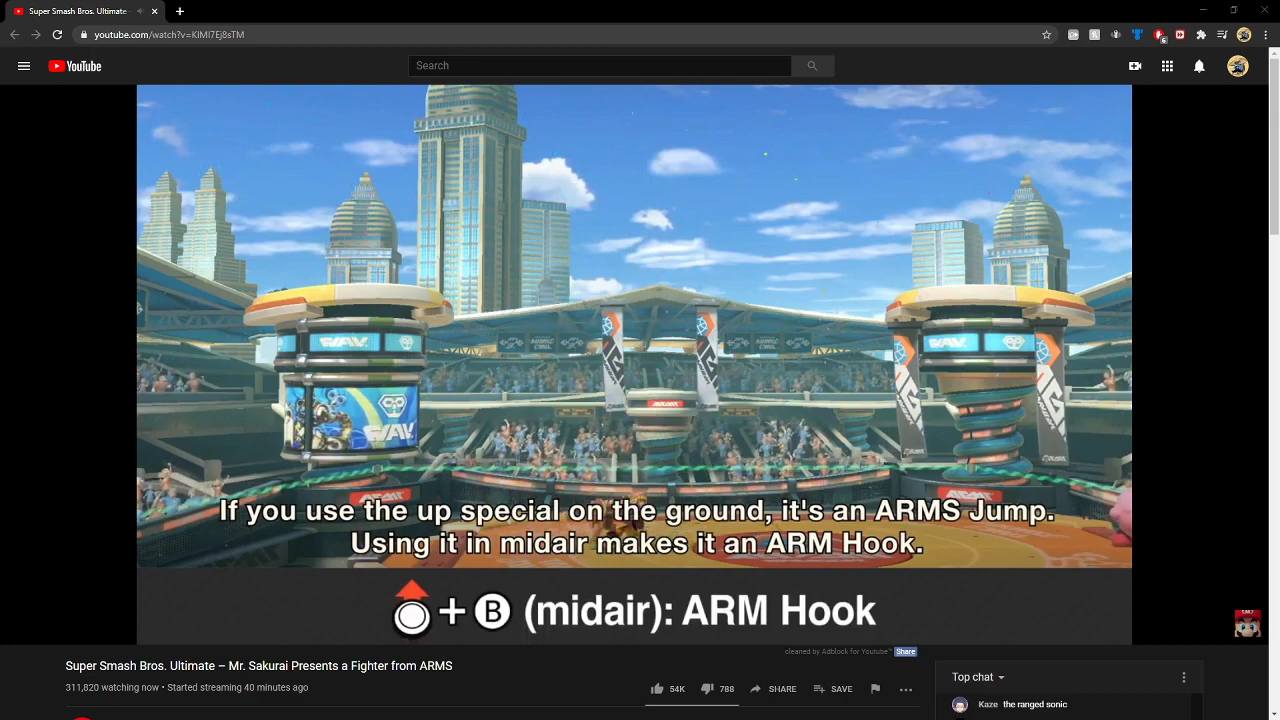 Super Smash Bros. Ultimate -
youtube.com/watch?v=KIMI7Ej8sTM
6
YouTube
Search
If you use the up special on the ground, it's an ARMS Jump.
Using it in midair makes it an ARM Hook.
+ B (midair): ARM Hook
cleaned by Adblock for Youtube™ Share
Super Smash Bros. Ultimate – Mr. Sakurai Presents a Fighter from ARMS
311,820 watching now • Started streaming 40 minutes ago
54K 788 SHARE SAVE
Top chat
Kaze the ranged sonic